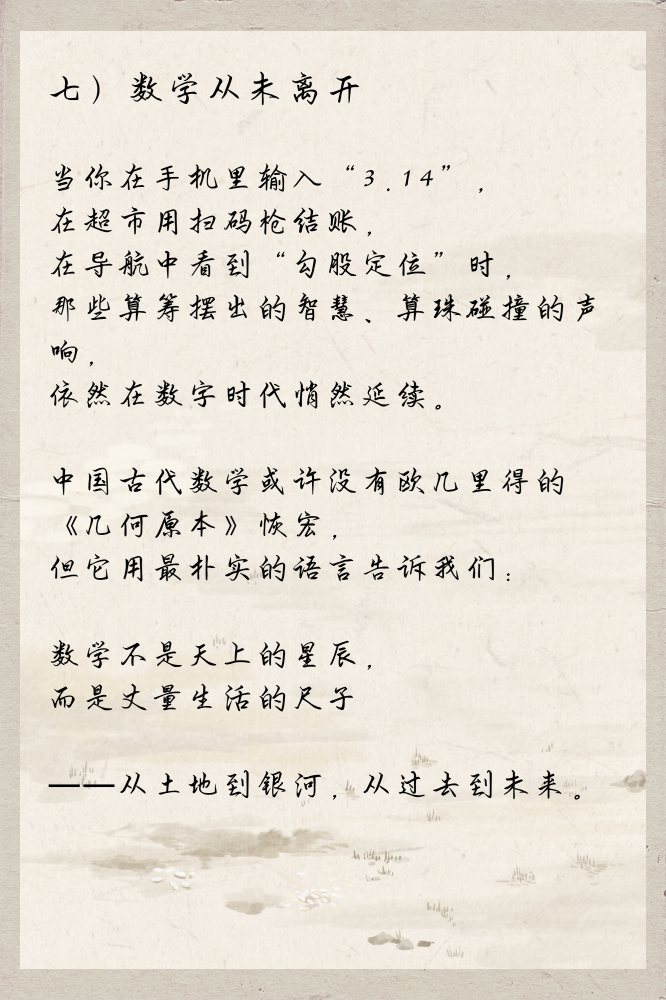 七）数学从未离开
当你在手机里输入“3.14”，
在超市用扫码枪结账，
在导航中看到“勾股定位”时，
那些算筹摆出的智慧、算珠碰撞的声
响，
依然在数字时代悄然延续。
中国古代数学或许没有欧几里得的
《几何原本》恢宏，
但它用最朴实的语言告诉我们：
数学不是天上的星辰，
而是丈量生活的尺子
——从土地到银河，从过去到未来。